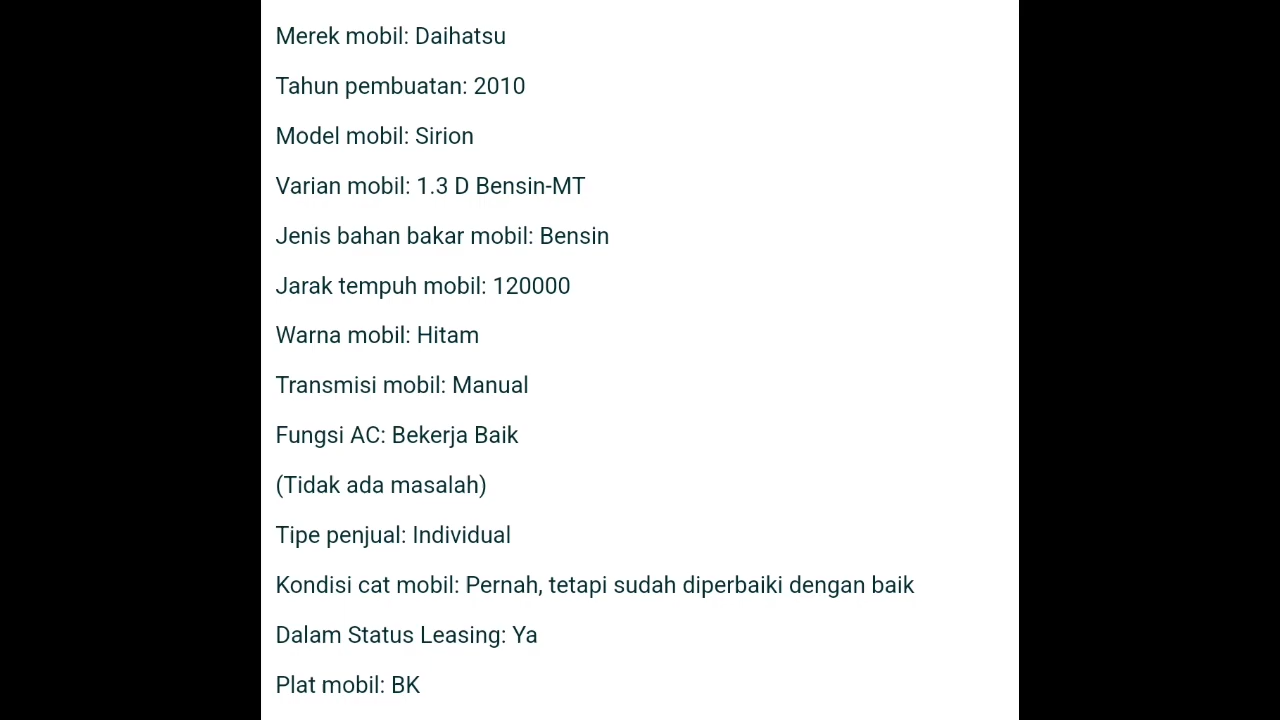 Merek mobil: Daihatsu
Tahun pembuatan: 2010
Model mobil: Sirion
Varian mobil: 1.3 D Bensin-MT
Jenis bahan bakar mobil: Bensin
Jarak tempuh mobil: 120000
Warna mobil: Hitam
Transmisi mobil: Manual
Fungsi AC: Bekerja Baik
(Tidak ada masalah)
Tipe penjual: Individual
Kondisi cat mobil: Pernah, tetapi sudah diperbaiki dengan baik
Dalam Status Leasing: Ya
Plat mobil: BK